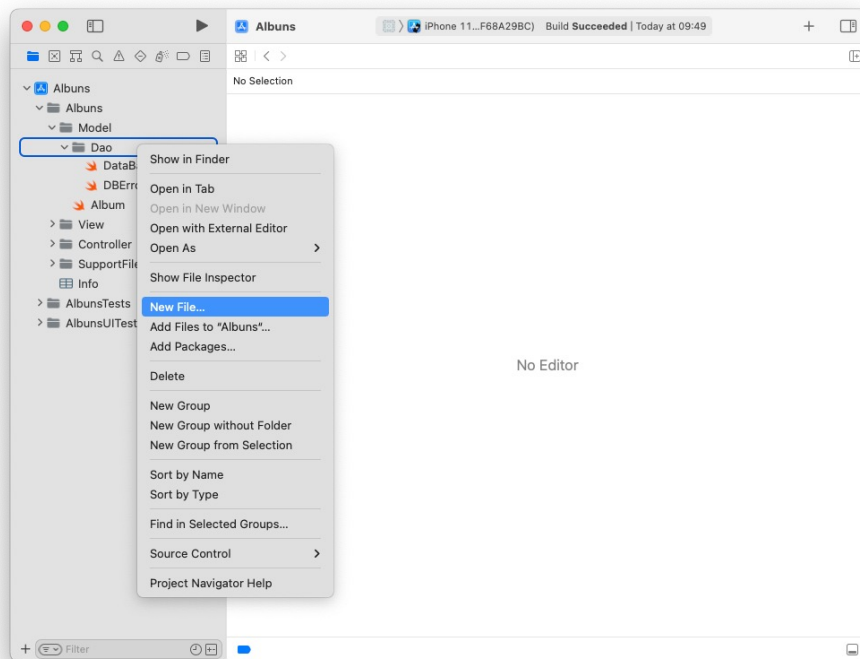 Albuns
iPhone 11...F68A29BC) Build Succeeded | Today at 09:49
No Selection
Albuns
Albuns
Model
Dao
DataB
DBErro
Album
View
Controller
SupportFile
Info
AlbunsTests
AlbunsUITest
Show in Finder
Open in Tab
Open in New Window
Open with External Editor
Open As
Show File Inspector
New File...
Add Files to “Albuns”...
Add Packages...
Delete
New Group
New Group without Folder
New Group from Selection
Sort by Name
Sort by Type
Find in Selected Groups...
Source Control
Project Navigator Help
No Editor
Filter